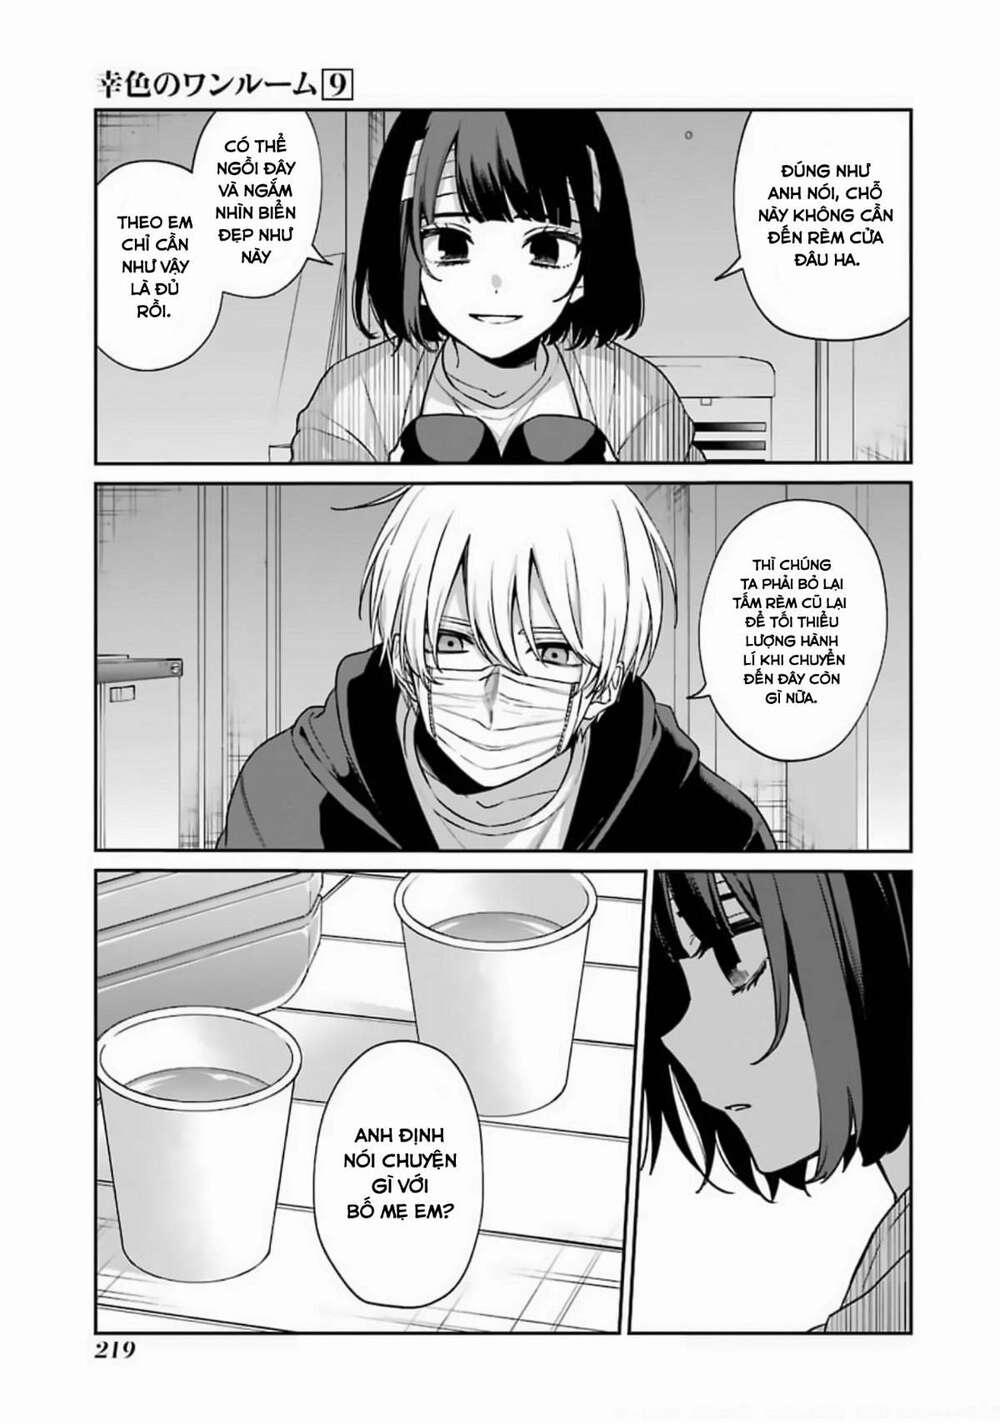 幸色のワンルーム 9
ĐÚNG NHƯ
ANH NÓI, CHỖ
NÀY KHÔNG CẦN
ĐẾN RÈM CỬA
ĐÂU HA.
CÓ THỂ
NGỒI ĐÂY
VÀ NGẮM
NHÌN BIỂN
ĐẸP NHƯ
NÀY
THEO EM
CHỈ CẦN
NHƯ VẬY
LÀ ĐỦ
RỒI.
THÌ CHÚNG
TA PHẢI BỎ LẠI
TẤM RÈM CŨ LẠI
ĐỂ TỐI THIỂU
LƯỢNG HÀNH
LÍ KHI CHUYỂN
ĐẾN ĐÂY CÒN
GÌ NỮA.
ANH ĐỊNH
NÓI CHUYỆN
GÌ VỚI
BỐ MẸ EM?
219